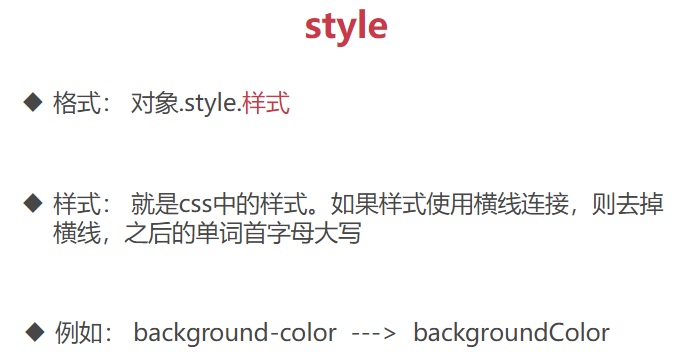 style
◆ 格式： 对象.style.样式
◆ 样式： 就是css中的样式。如果样式使用横线连接，则去掉
横线，之后的单词首字母大写
◆ 例如： background-color ---> backgroundColor